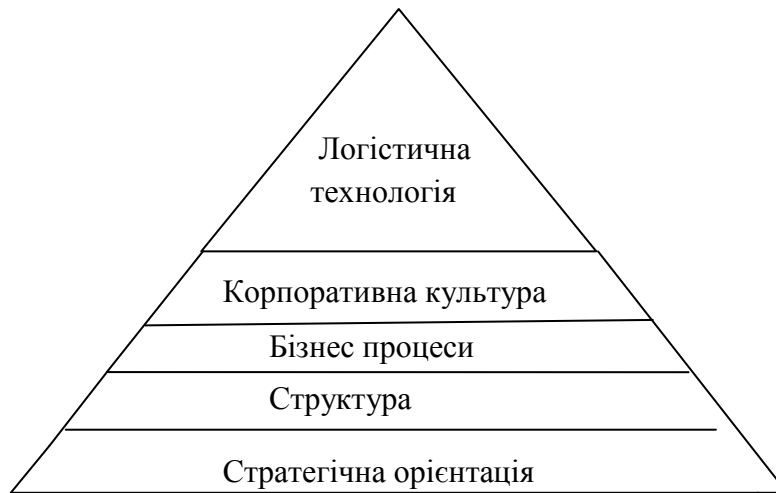 Логістична
технологія
Корпоративна культура
Бізнес процеси
Структура
Стратегічна орієнтація